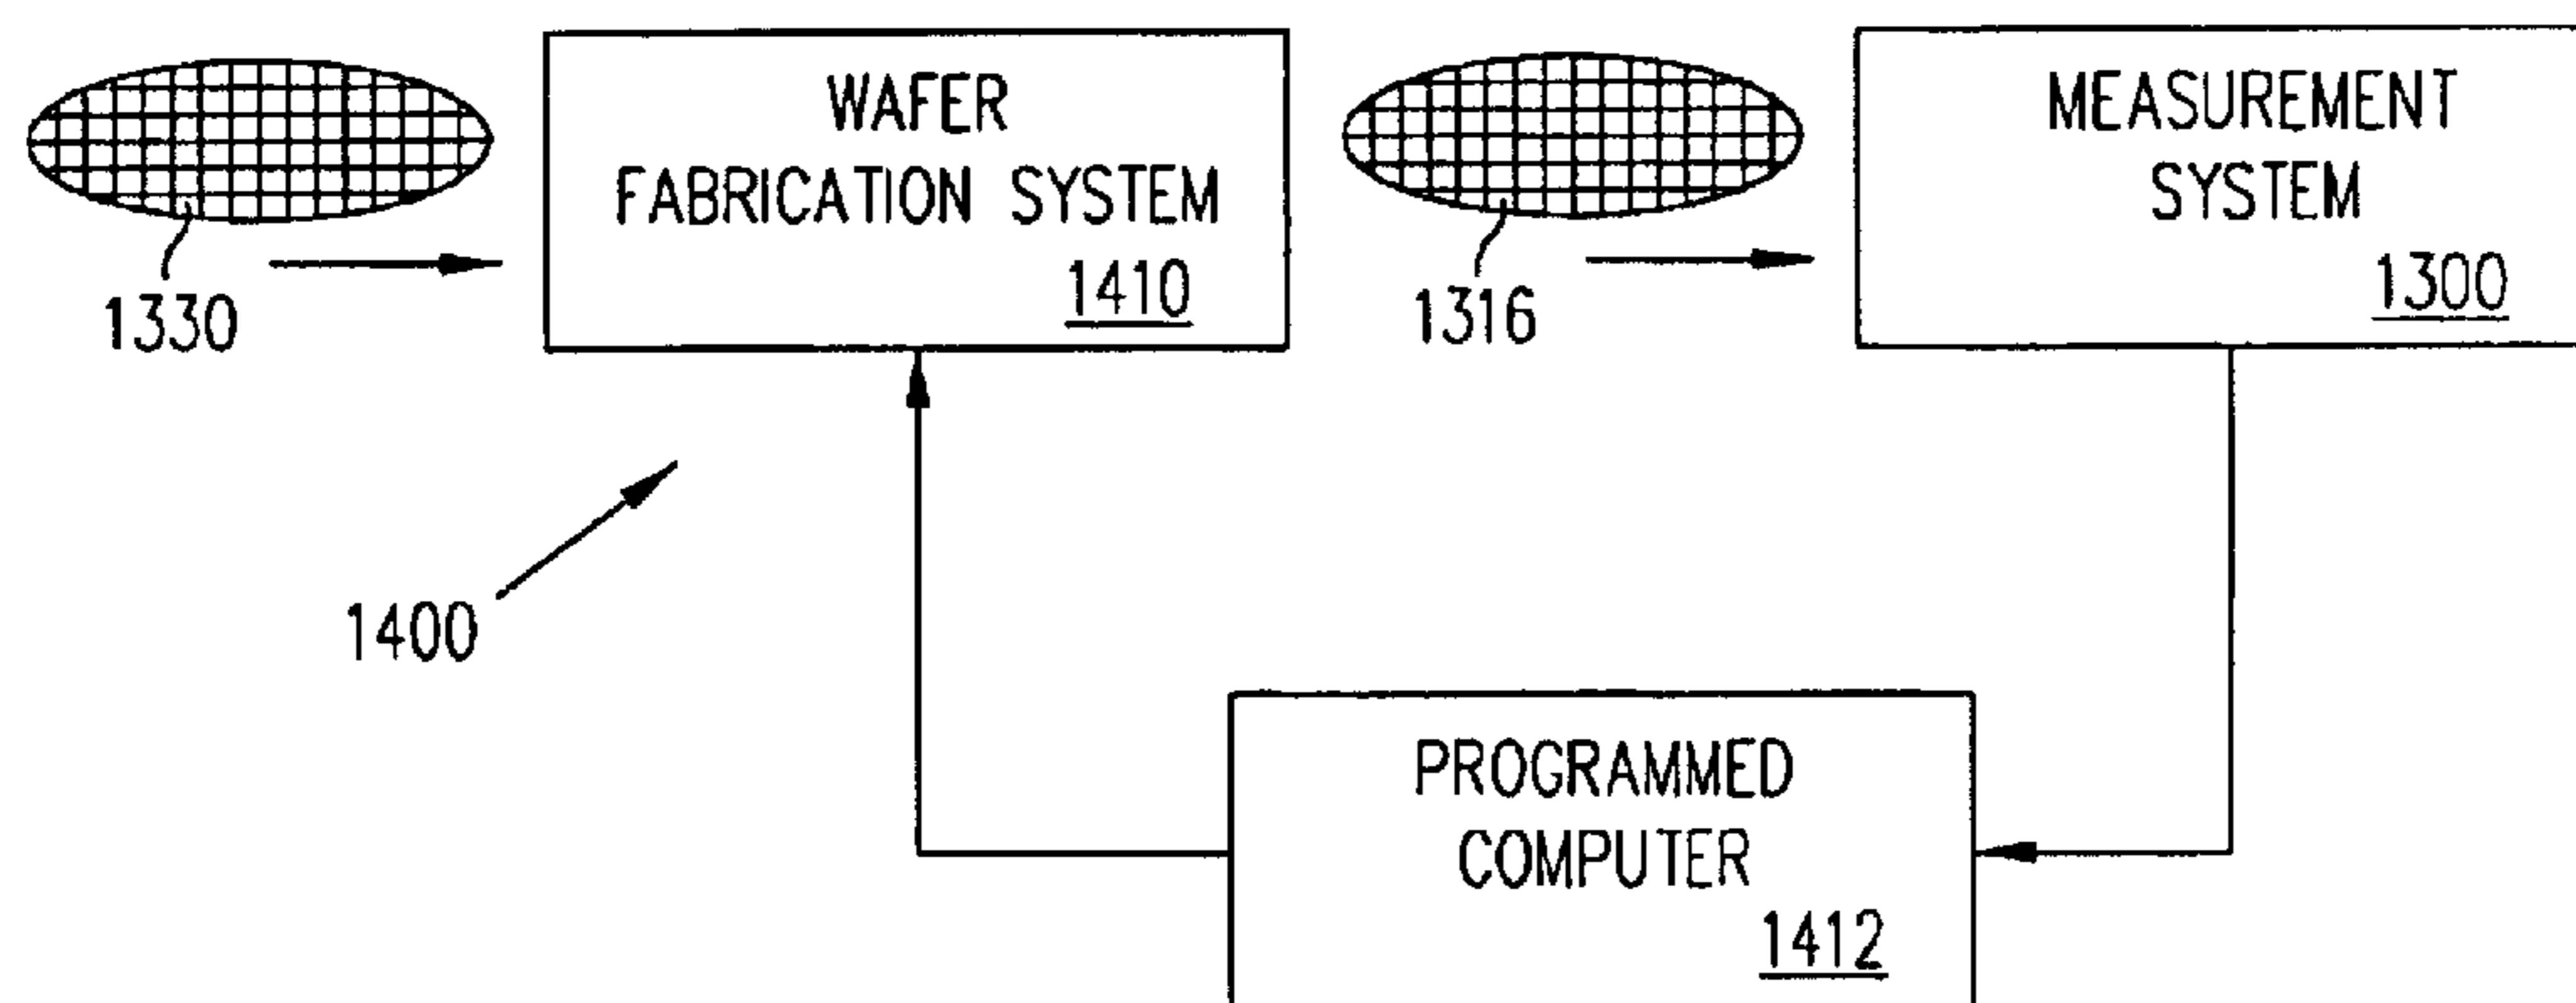 WAFER
FABRICATION SYSTEM
1410
MEASUREMENT
SYSTEM
1300
1330
1316
1400
PROGRAMMED
COMPUTER
1412